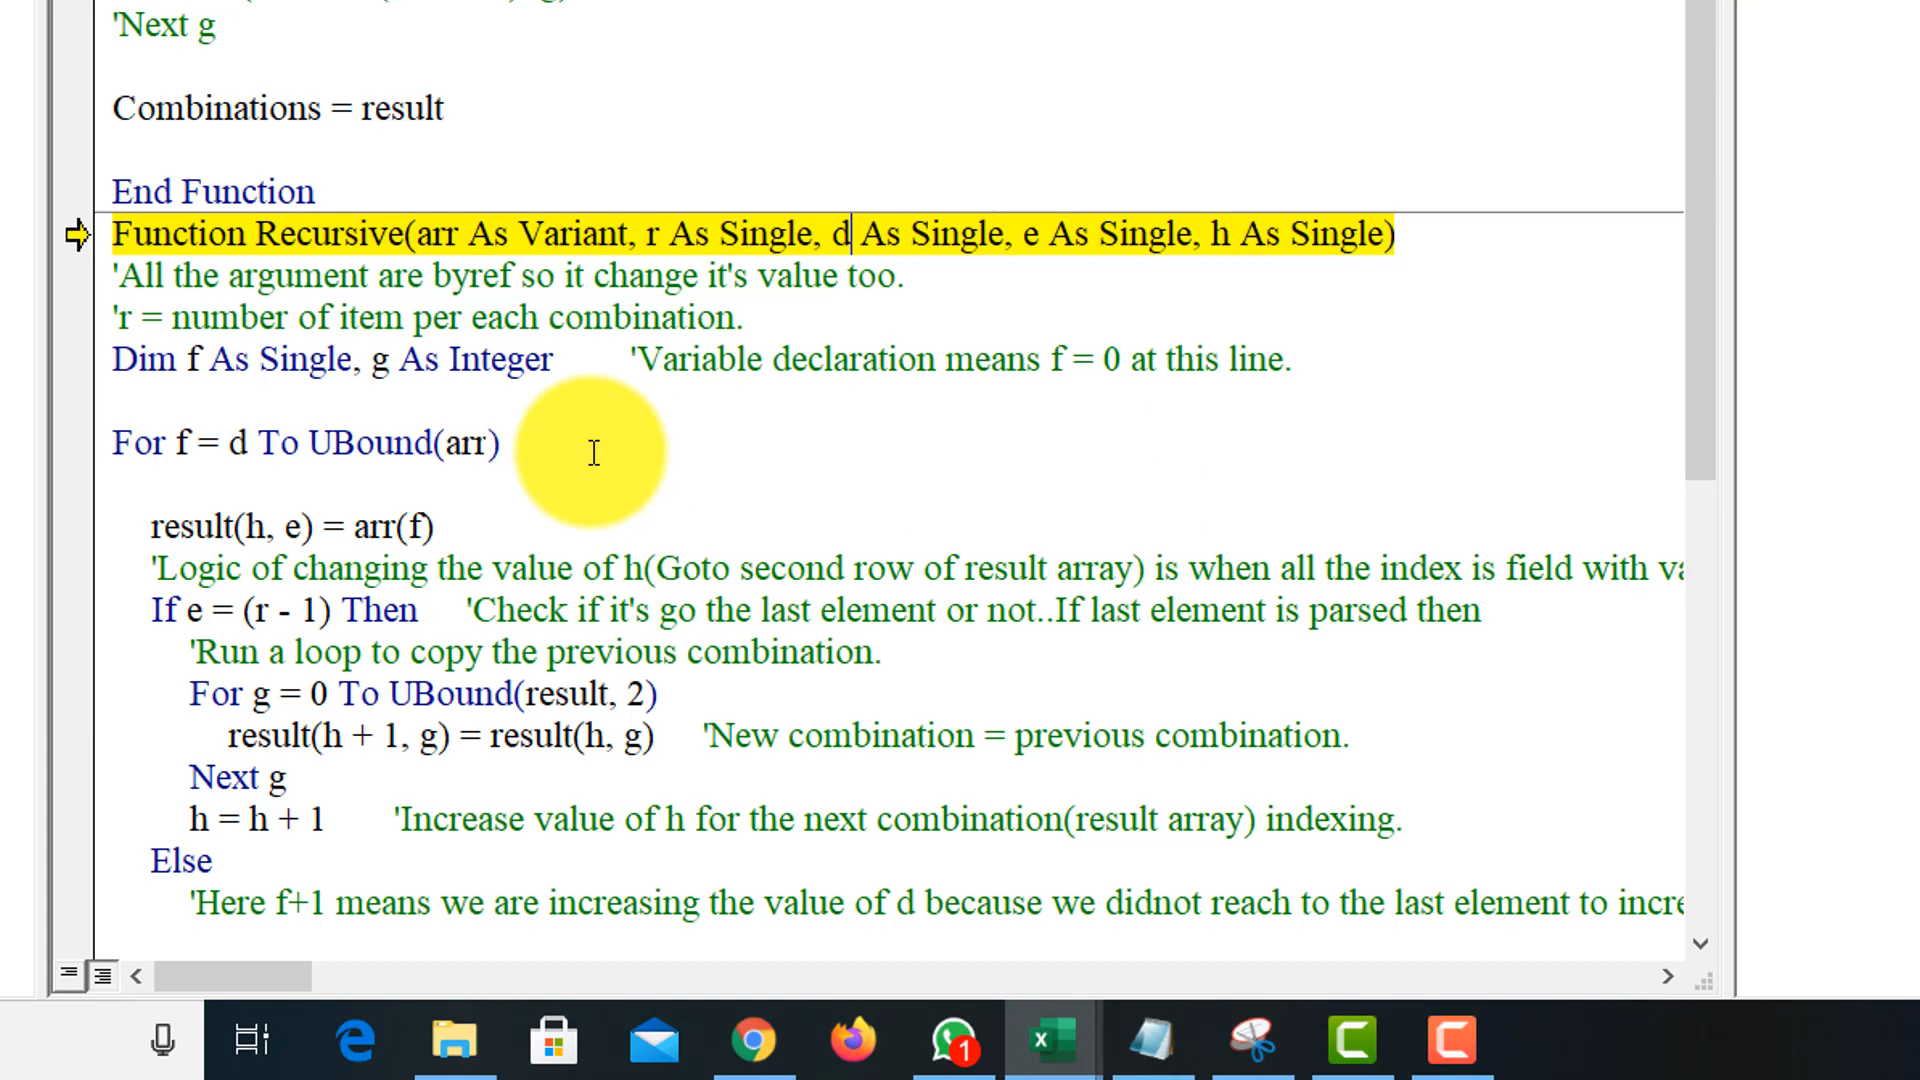 'Next g
Combinations = result
End Function
Function Recursive(arr As Variant, r As Single, d As Single, e As Single, h As Single)
'All the argument are byref so it change it's value too.
'r = number of item per each combination.
Dim f As Single, g As Integer 'Variable declaration means f = 0 at this line.
For f = d To UBound(arr)
result(h, e) = arr(f)
'Logic of changing the value of h(Goto second row of result array) is when all the index is field with
If e = (r - 1) Then 'Check if it's go the last element or not..If last element is parsed then
'Run a loop to copy the previous combination.
For g = 0 To UBound(result, 2)
result(h + 1, g) = result(h, g) 'New combination = previous combination.
Next g
h = h + 1 'Increase value of h for the next combination(result array) indexing.
Else
'Here f+1 means we are increasing the value of d because we didnot reach to the last element to
1